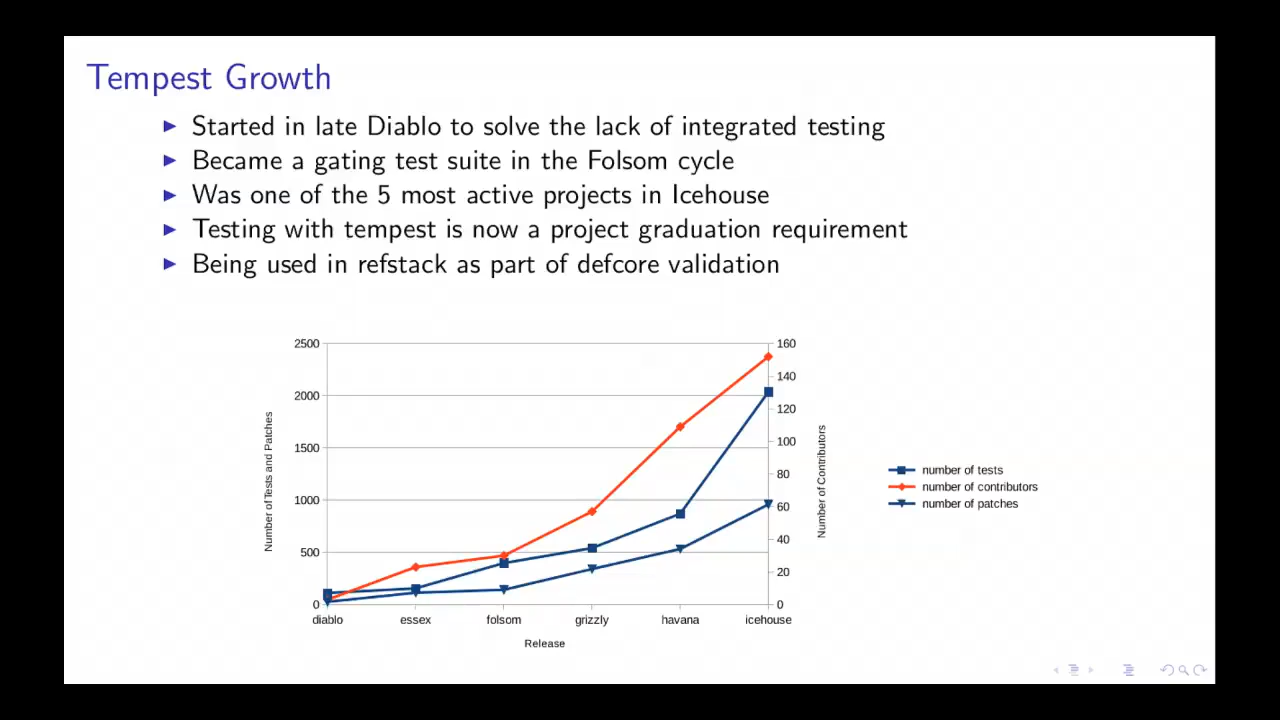 Tempest Growth
Started in late Diablo to solve the lack of integrated testing
Became a gating test suite in the Folsom cycle
Was one of the 5 most active projects in Icehouse
Testing with tempest is now a project graduation requirement
Being used in refstack as part of defcore validation
2500
2000
1500
1000
500
0
Number of Tests and Patches
160
140
120
100
80
60
40
20
0
Number of Contributors
diablo essex folsom grizzly havana icehouse
Release
number of tests
number of contributors
number of patches